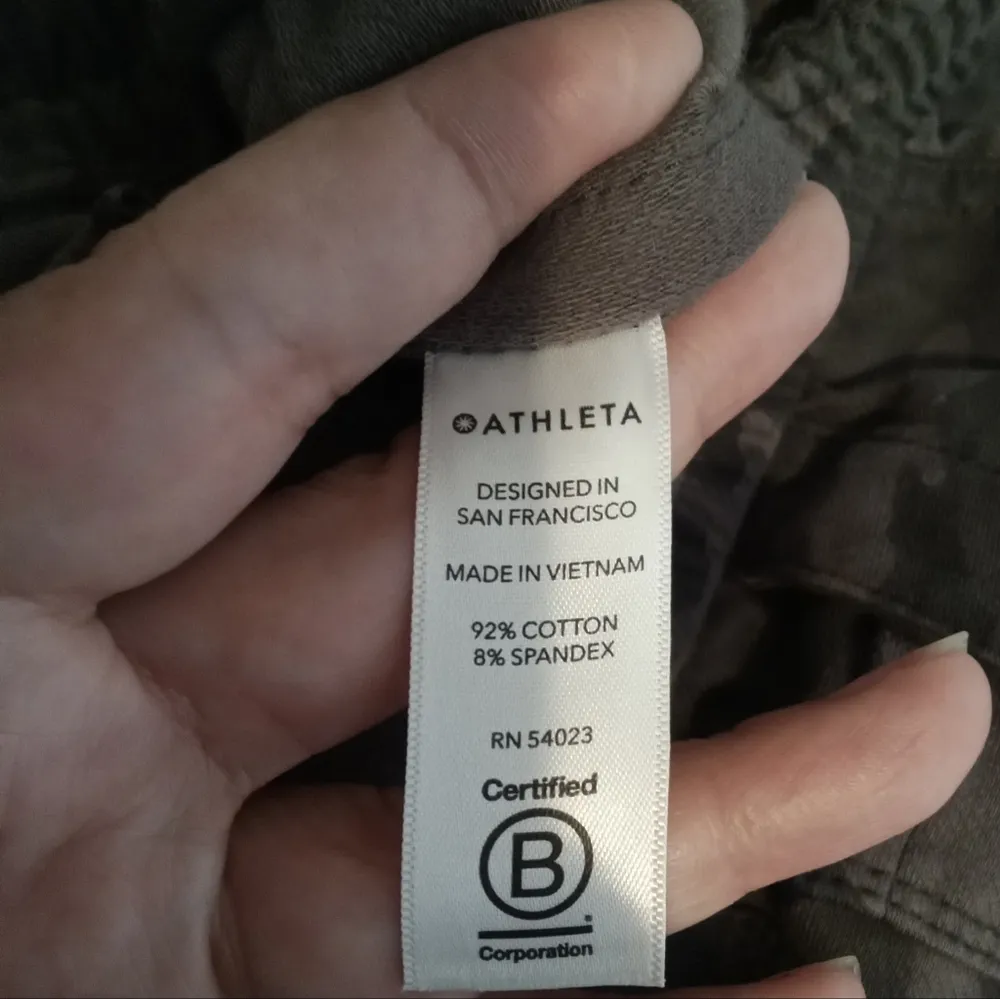 ATHLETA
DESIGNED IN
SAN FRANCISCO
MADE IN VIETNAM
92% COTTON
8% SPANDEX
RN 54023
Certified
B
Corporation